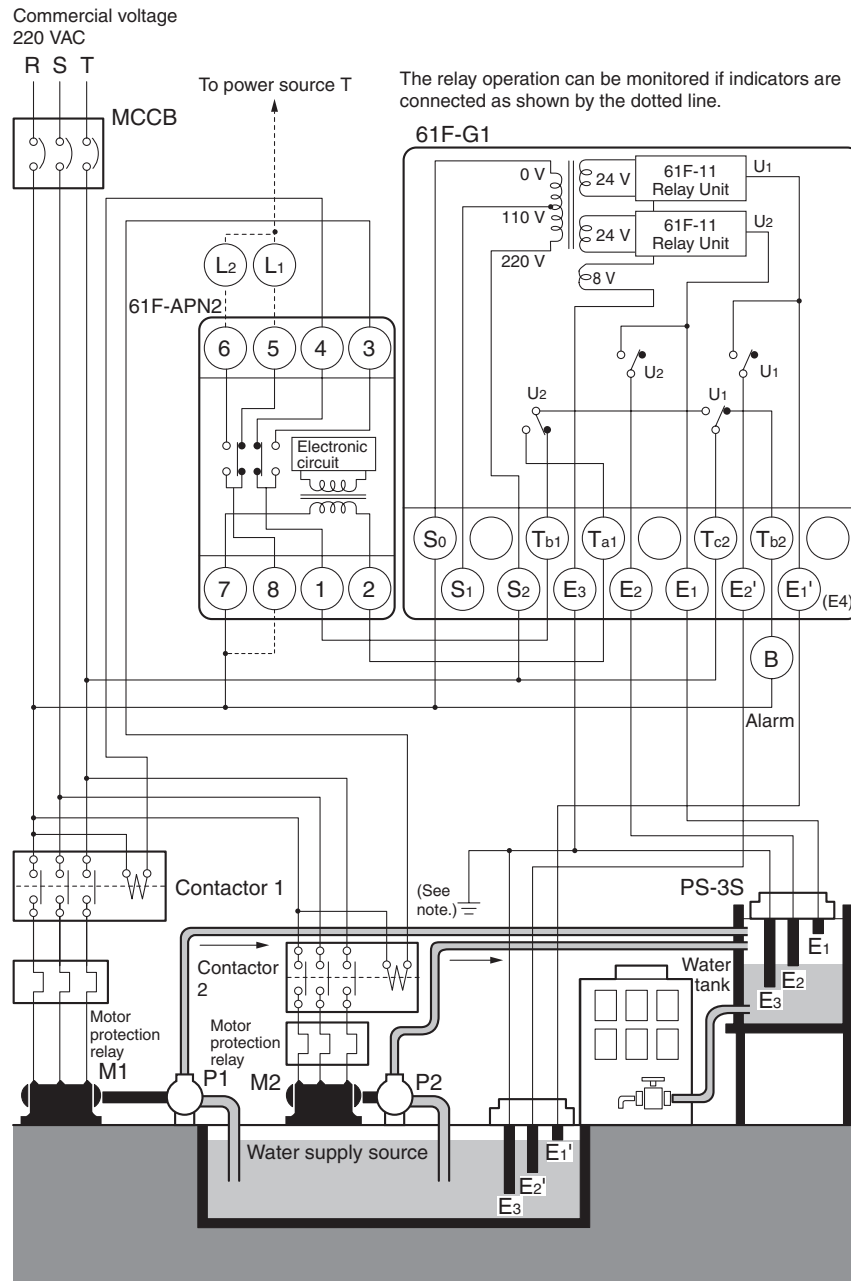 Commercial voltage
220 VAC
R S T
MCCB
To power source T
The relay operation can be monitored if indicators are
connected as shown by the dotted line.
61F-G1
0 V
110 V
220 V
24 V
61F-11
Relay Unit
U1
24 V
61F-11
Relay Unit
U2
8 V
L2
L1
61F-APN2
6
5
4
3
Electronic
circuit
7
8
1
2
U2
U1
U2
U1
S0
Tb1
Ta1
Tc2
Tb2
S1
S2
E3
E2
E1
E2'
E1'
(E4)
B
Alarm
Contactor 1
(See
note.)
PS-3S
Contactor
2
Water
tank
E1
E2
E3
Motor
protection
relay
Motor
protection
relay
M1
P1
M2
P2
Water supply source
E1'
E2'
E3